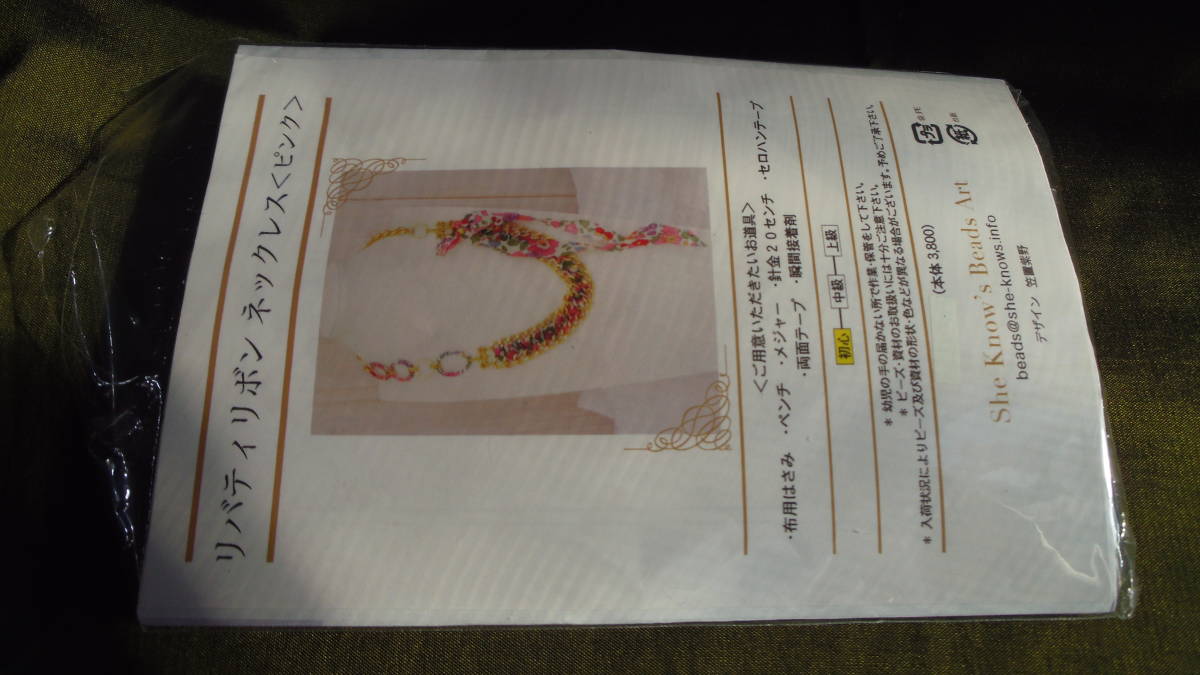 リバティリボン ネックレス<ピンク>
<ご用意いただきたいお道具>
・布用はさみ ・ペンチ ・メジャー ・針金20センチ ・セロハンテープ
・両面テープ ・瞬間接着剤
初心 中級 上級
* 幼児の手の届かない所で作業・保管をして下さい。
* ビーズ・資材のお取扱いには十分ご注意下さい。
* 入荷状況によりビーズ及び資材の形状・色などが異なる場合がございます。予めご了承下さい。
(本体 3,800)
プラ
紙
She Know's Beads Art
beads@she-knows.info
デザイン 笠置紫野